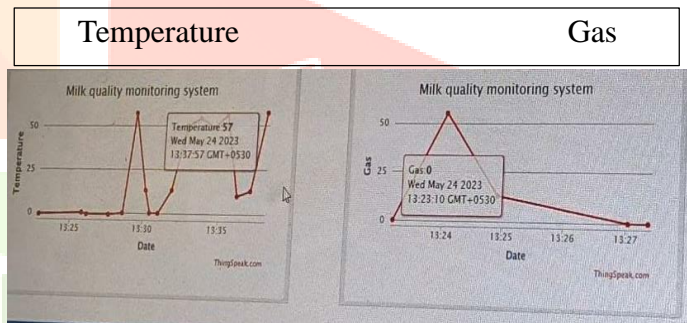 Temperature Gas
Milk quality monitoring system
Temperature 57
Wed May 24 2023
13:37:57 GMT+0530
50
25
0
Temperature
13:25 13:30 13:35
Date
ThingSpeak.com
Milk quality monitoring system
50
25
0
Gas
Gas:0
Wed May 24 2023
13:23:10 GMT+0530
13:24 13:25 13:26 13:27
Date
ThingSpeak.com